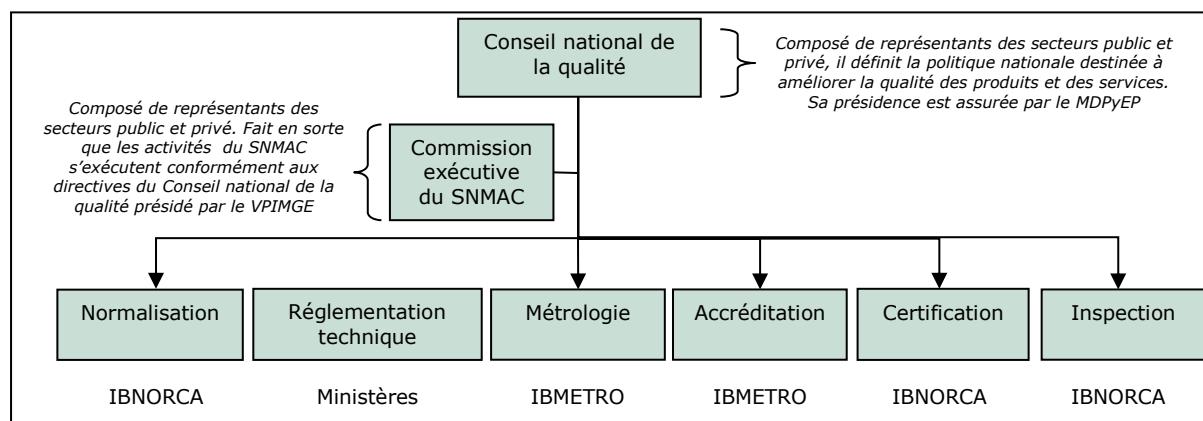 Conseil national de
la qualité
Composé de représentants des secteurs public et
privé, il définit la politique nationale destinée à
améliorer la qualité des produits et des services.
Sa présidence est assurée par le MDPyEP
Composé de représentants des
secteurs public et privé. Fait en sorte
que les activités du SNMAC
s'exécutent conformément aux
directives du Conseil national de la
qualité présidé par le VPIMGE
Commission
exécutive
du SNMAC
Normalisation
Réglementation
technique
Métrologie
Accréditation
Certification
Inspection
IBNORCA
Ministères
IBMETRO
IBMETRO
IBNORCA
IBNORCA